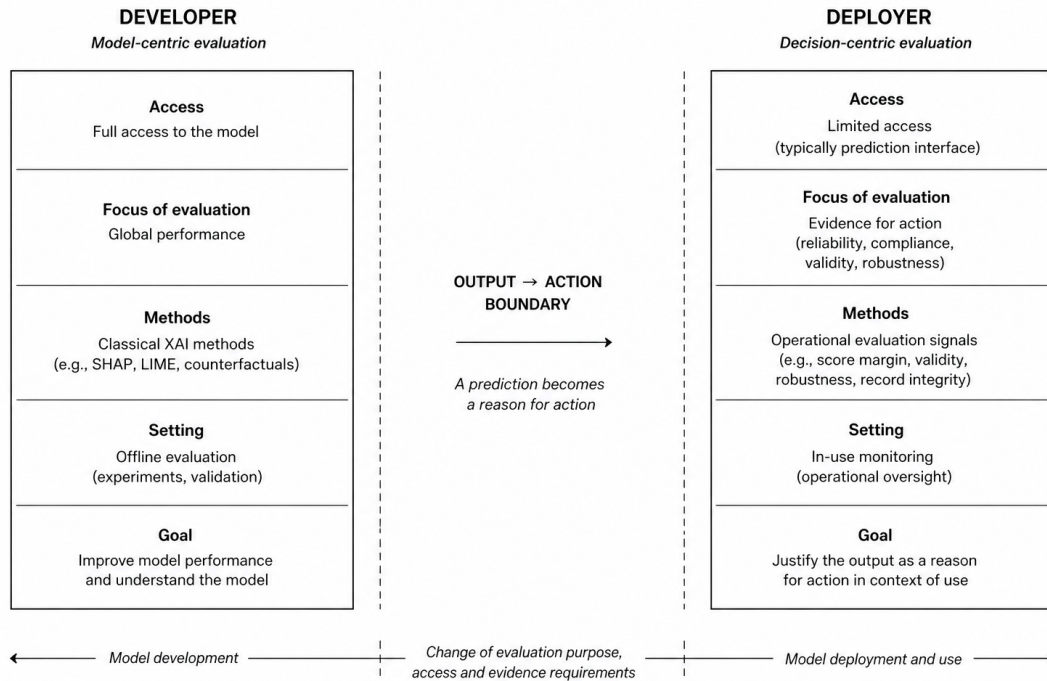 DEVELOPER
Model-centric evaluation
Access
Full access to the model
Focus of evaluation
Global performance
Methods
Classical XAI methods
(e.g., SHAP, LIME, counterfactuals)
Setting
Offline evaluation
(experiments, validation)
Goal
Improve model performance
and understand the model
OUTPUT → ACTION
BOUNDARY
A prediction becomes
a reason for action
DEPLOYER
Decision-centric evaluation
Access
Limited access
(typically prediction interface)
Focus of evaluation
Evidence for action
(reliability, compliance,
validity, robustness)
Methods
Operational evaluation signals
(e.g., score margin, validity,
robustness, record integrity)
Setting
In-use monitoring
(operational oversight)
Goal
Justify the output as a reason
for action in context of use
Model development
Change of evaluation purpose,
access and evidence requirements
Model deployment and use